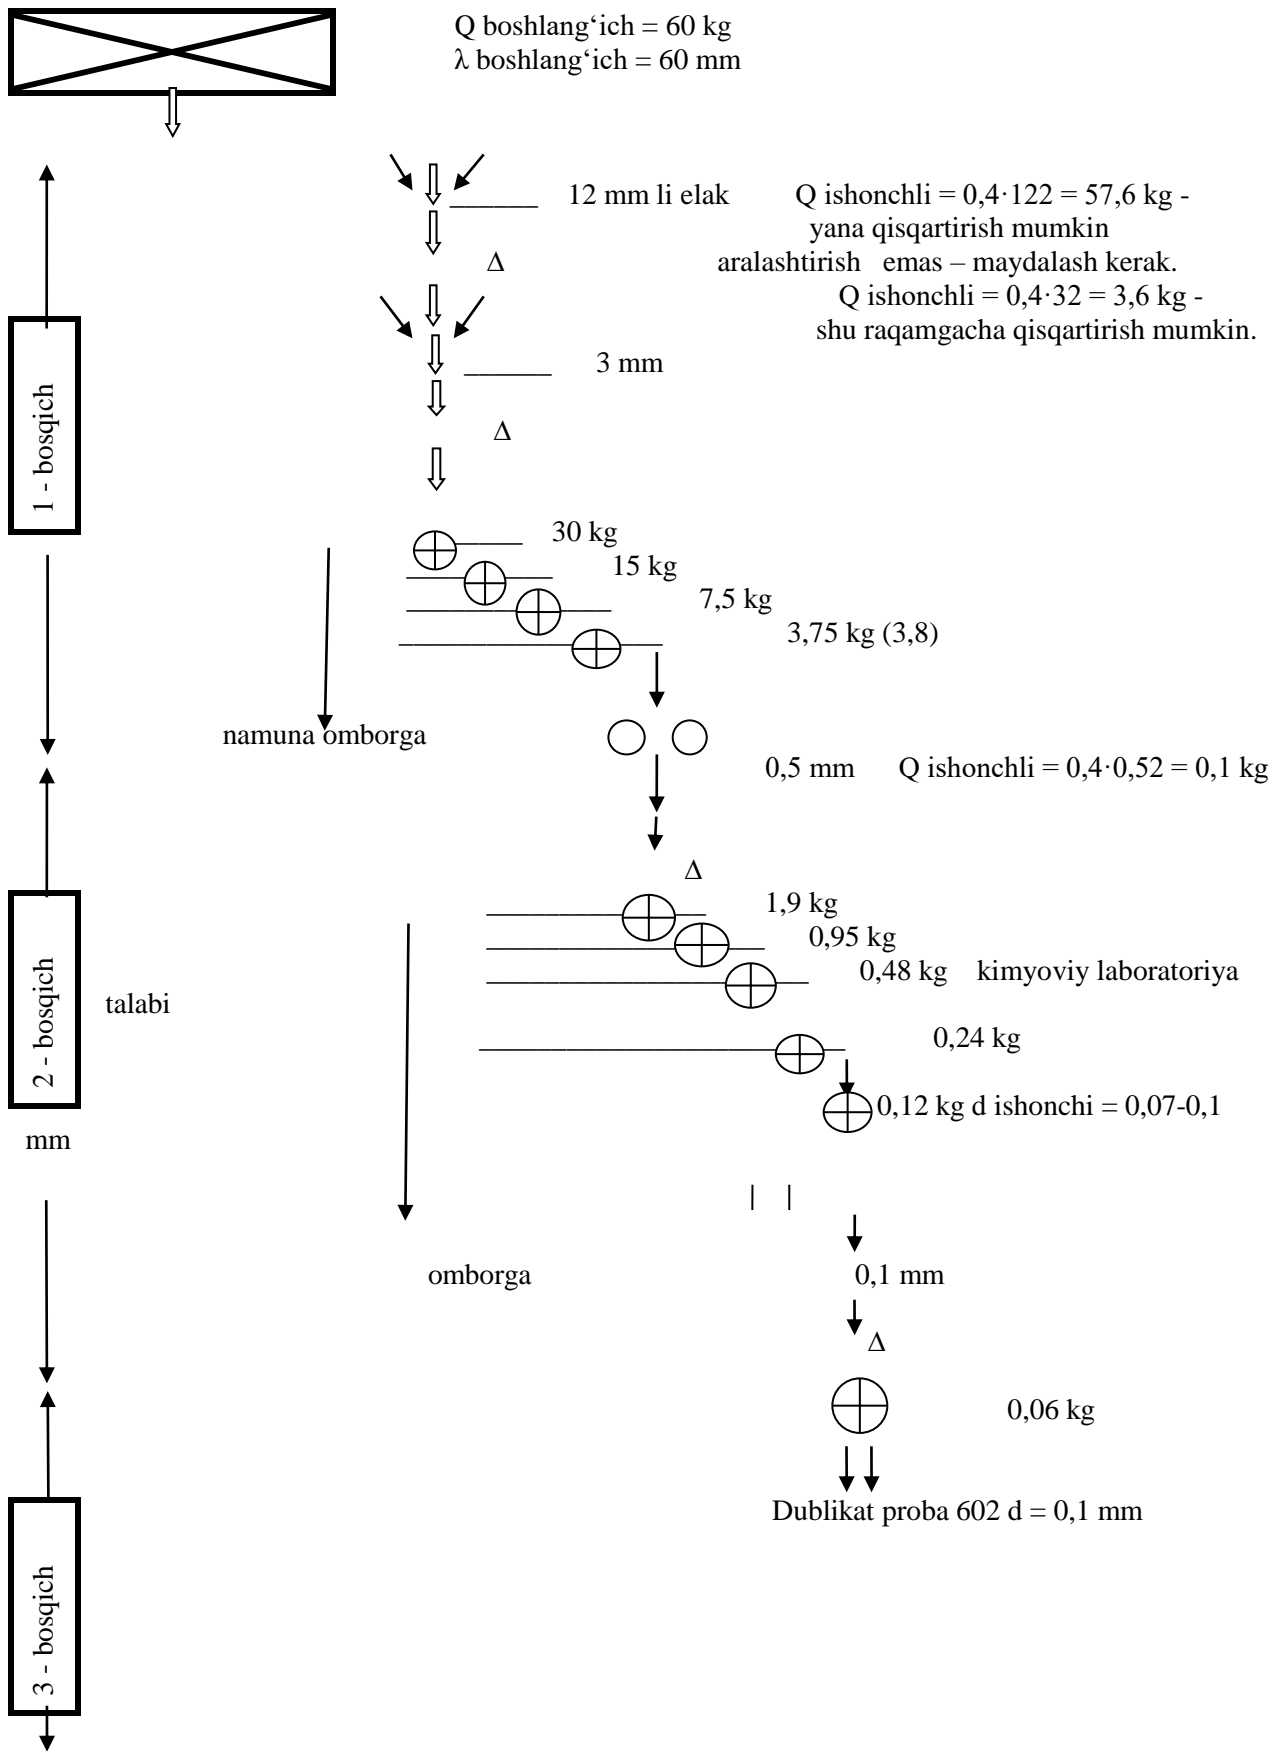 Q boshlang‘ich = 60 kg
λ boshlang‘ich = 60 mm
12 mm li elak Q ishonchli = 0,4·122 = 57,6 kg -
yana qisqartirish mumkin
Δ aralashtirish emas – maydalash kerak.
Q ishonchli = 0,4·32 = 3,6 kg -
shu raqamgacha qisqartirish mumkin.
3 mm
1 - bosqich
Δ
30 kg
15 kg
7,5 kg
3,75 kg (3,8)
namuna omborga
0,5 mm Q ishonchli = 0,4·0,52 = 0,1 kg
Δ
1,9 kg
0,95 kg
0,48 kg kimyoviy laboratoriya
2 - bosqich
talabi
0,24 kg
0,12 kg d ishonchi = 0,07-0,1
mm
omborga
0,1 mm
Δ
0,06 kg
Dublikat proba 602 d = 0,1 mm
3 - bosqich